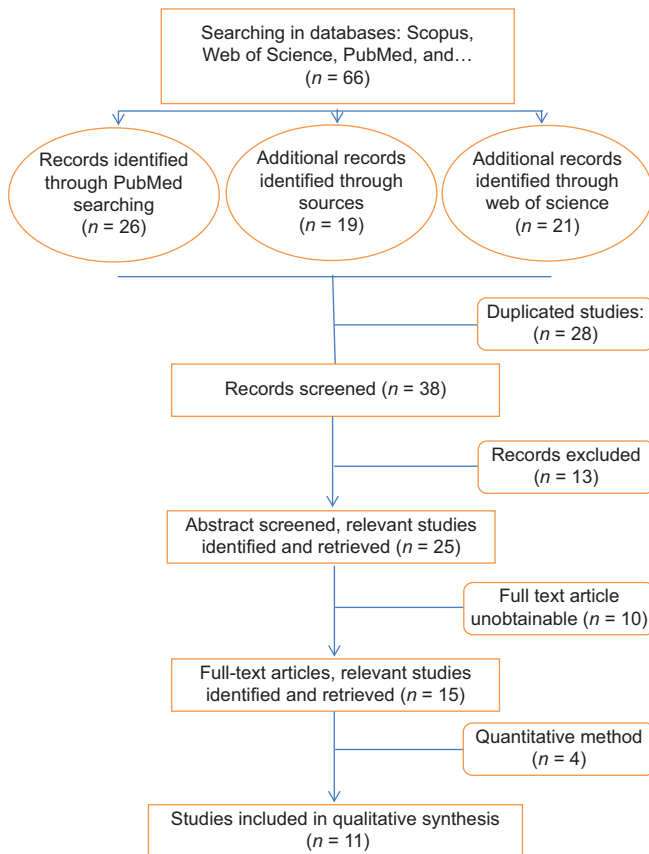 Searching in databases: Scopus,
Web of Science, PubMed, and…
(n = 66)
Records identified
through PubMed
searching
(n = 26)
Additional records
identified through
sources
(n = 19)
Additional records
identified through
web of science
(n = 21)
Duplicated studies:
(n = 28)
Records screened (n = 38)
Records excluded
(n = 13)
Abstract screened, relevant studies
identified and retrieved (n = 25)
Full text article
unobtainable (n = 10)
Full-text articles, relevant studies
identified and retrieved (n = 15)
Quantitative method
(n = 4)
Studies included in qualitative synthesis
n = 11)